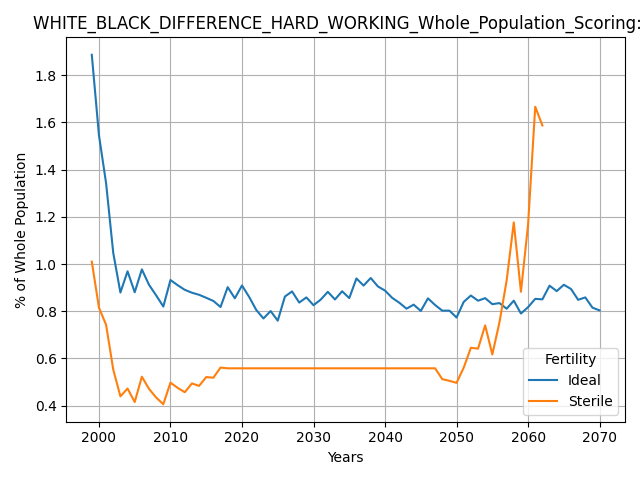 WHITE_BLACK_DIFFERENCE_HARD_WORKING_Whole_Population_Scoring:
% of Whole Population
1.8
1.6
1.4
1.2
1.0
0.8
0.6
0.4
Fertility
Ideal
Sterile
2000 2010 2020 2030 2040 2050 2060 2070
Years